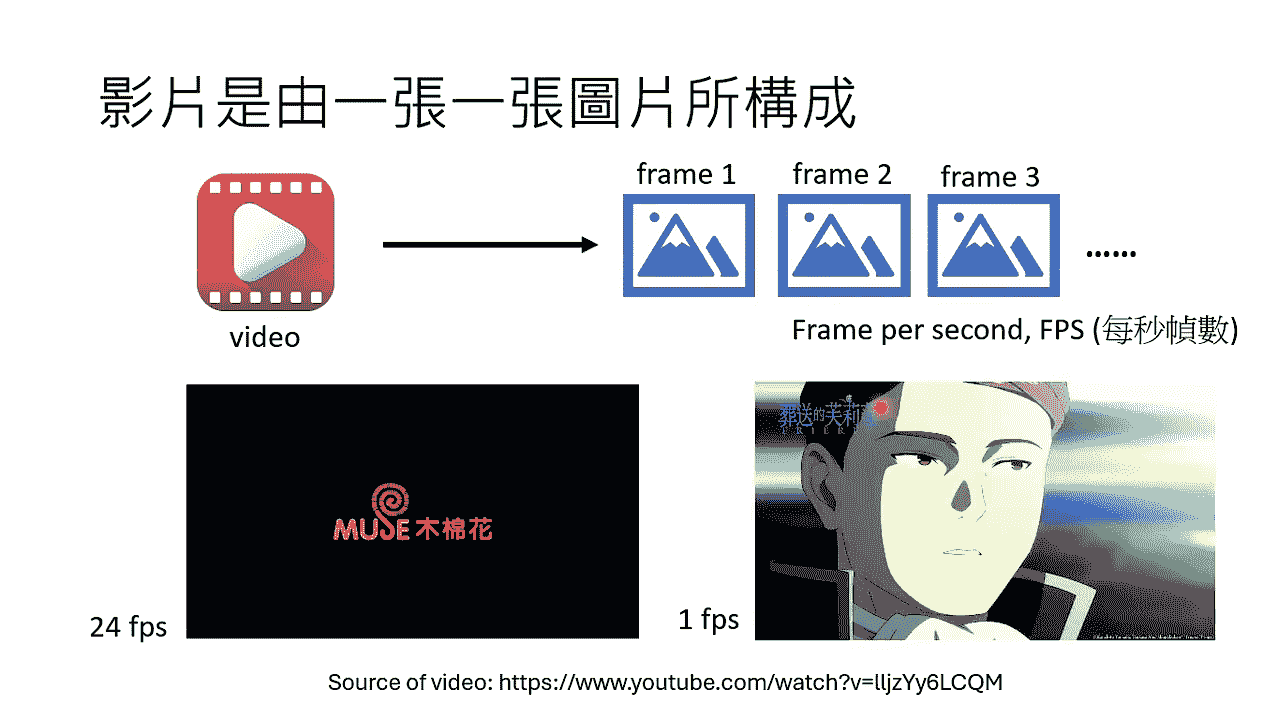 影片是由一張一張圖片所構成
frame 1
frame 2
frame 3
......
video
Frame per second, FPS (每秒幀數)
MUSE 木棉花
葬送的芙莉蓮
24 fps
1 fps
Source of video: https://www.youtube.com/watch?v=lljzYy6LCQM